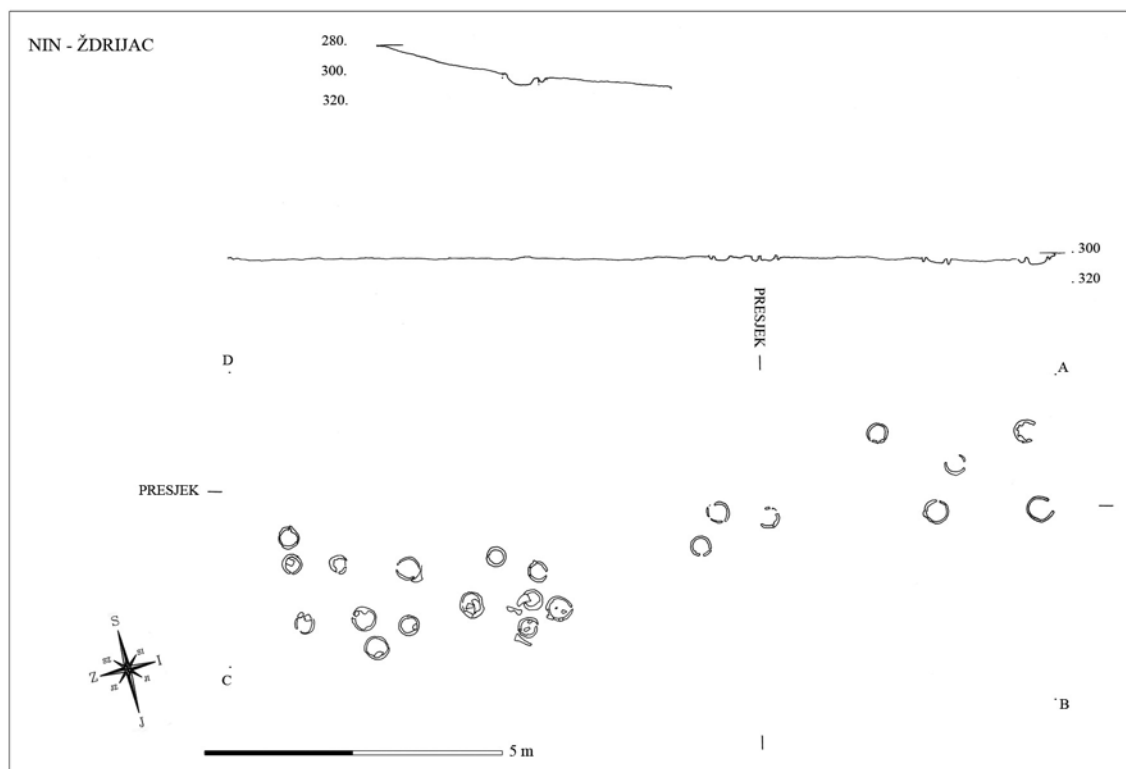 NIN - ŽDRIJAC
280.
300.
320.
. 300
. 320
PRESJEK
D
A
PRESJEK
S
I
Z
J
C
B
5 m